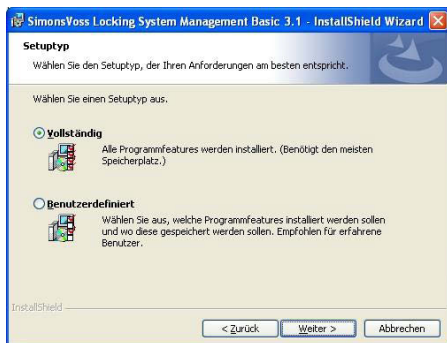 SimonsVoss Locking System Management Basic 3.1 - InstallShield Wizard
Setuptyp
Wählen Sie den Setuptyp, der Ihren Anforderungen am besten entspricht.
Wählen Sie einen Setuptyp aus.
Vollständig
Alle Programmfeatures werden installiert. (Benötigt den meisten
Speicherplatz.)
Benutzerdefiniert
Wählen Sie aus, welche Programmfeatures installiert werden sollen
und wo diese gespeichert werden sollen. Empfohlen für erfahrene
Benutzer.
InstallShield
< Zurück Weiter > Abbrechen